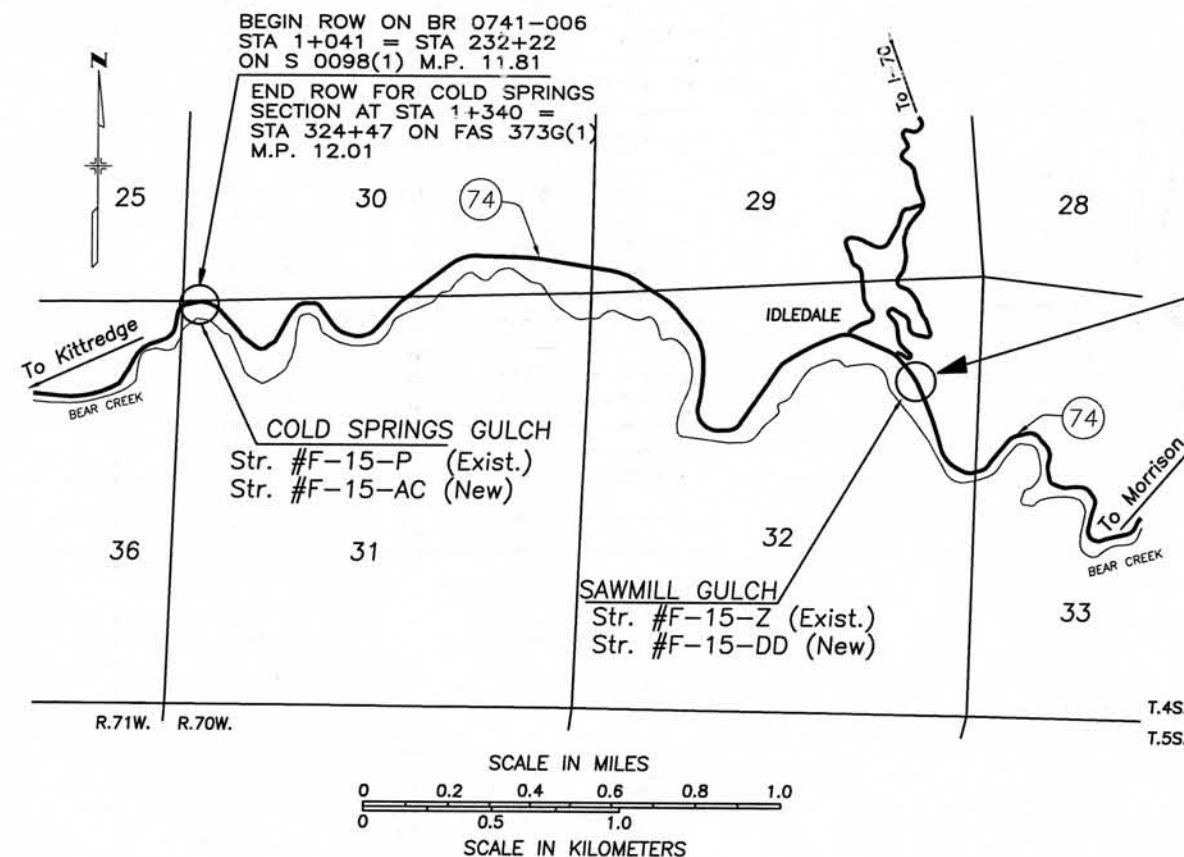 BEGIN ROW ON BR 0741-006
STA 1+041 = STA 232+22
ON S 0098(1) M.P. 11.81
END ROW FOR COLD SPRINGS
SECTION AT STA 1+340 =
STA 324+47 ON FAS 373G(1)
M.P. 12.01
N
To I-70
25
30
74
29
28
IDLEDALE
To Kittredge
BEAR CREEK
COLD SPRINGS GULCH
Str. #F-15-P (Exist.)
Str. #F-15-AC (New)
74
To Morrison
BEAR CREEK
36
31
32
33
SAWMILL GULCH
Str. #F-15-Z (Exist.)
Str. #F-15-DD (New)
R.71W. R.70W.
T.4S.
T.5S.
SCALE IN MILES
0 0.2 0.4 0.6 0.8 1.0
0 0.5 1.0
SCALE IN KILOMETERS